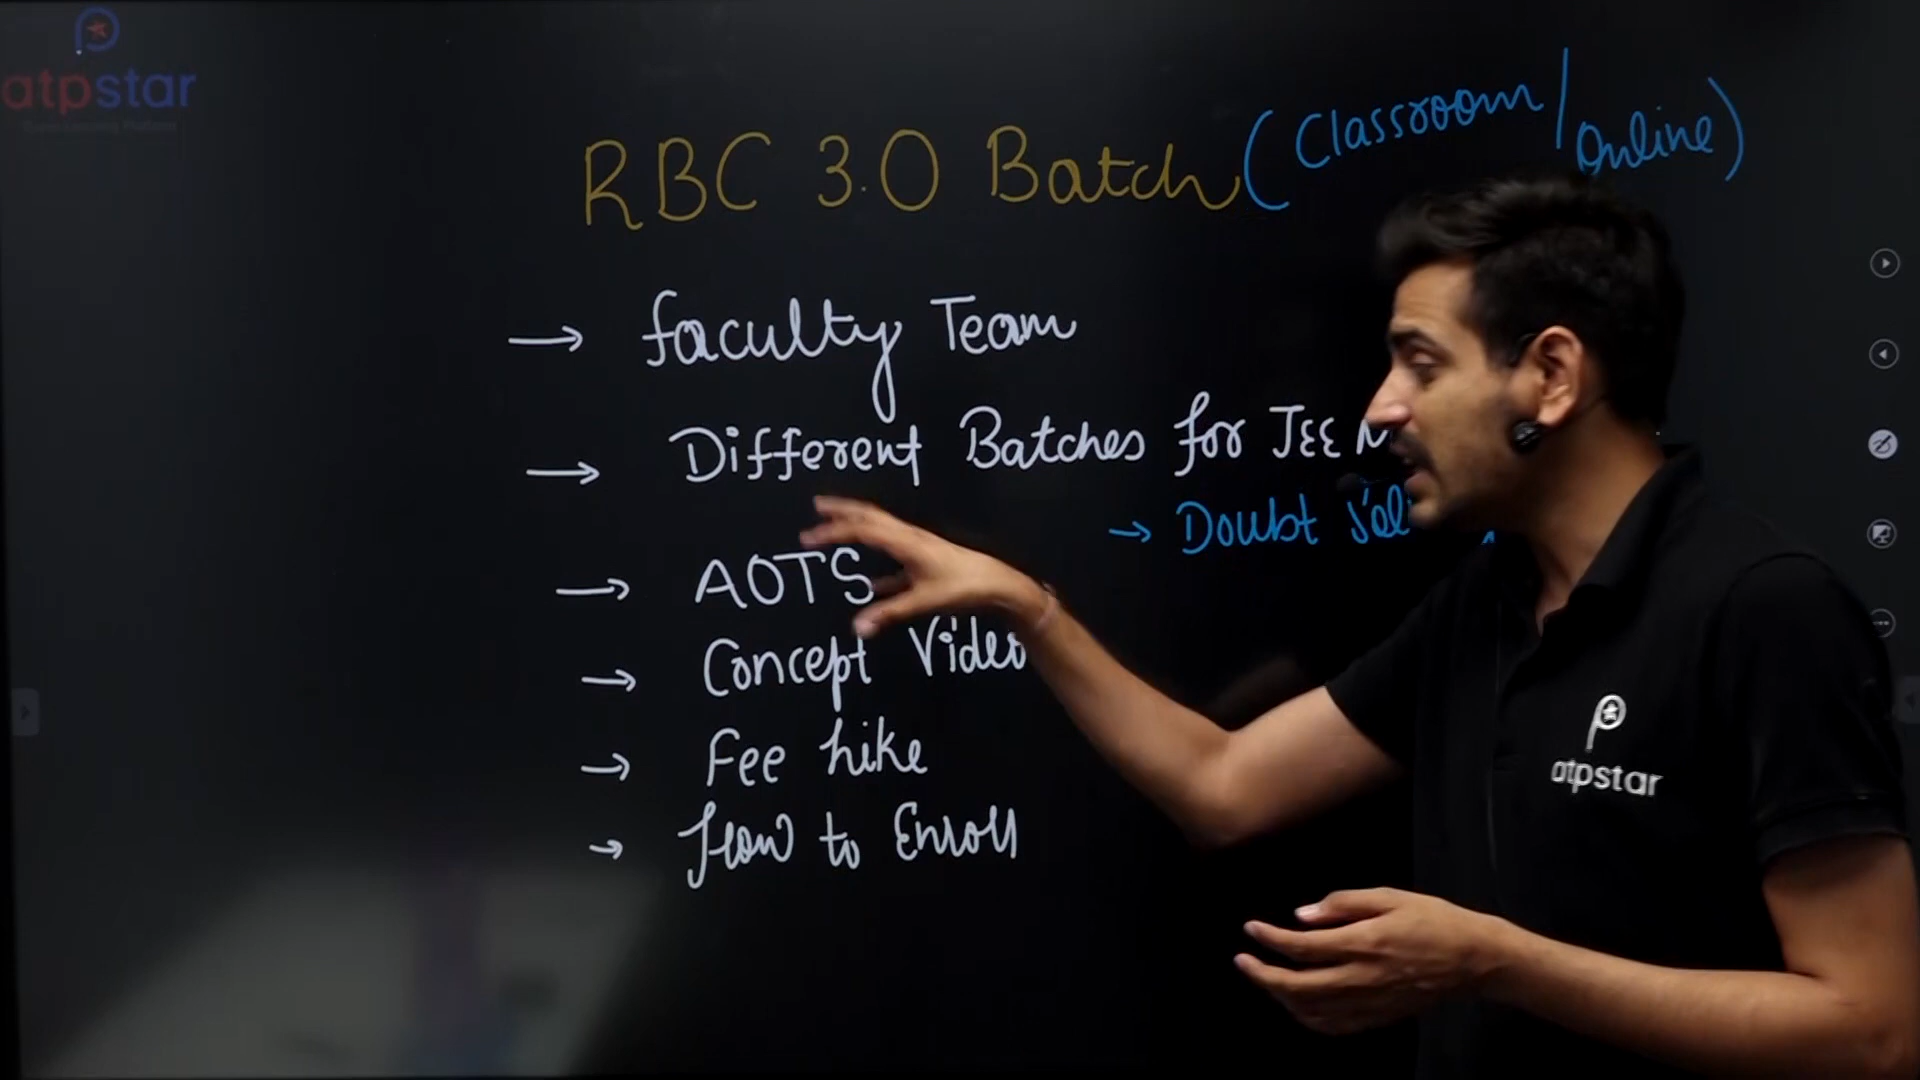 atpstar
RBC 3.0 Batch (Classroom/Online)
→ Faculty Team
→ Different Batches for JEE
→ Doubt
→ AOTS
→ Concept Video
→ Fee hike
→ How to Enroll
atpstar